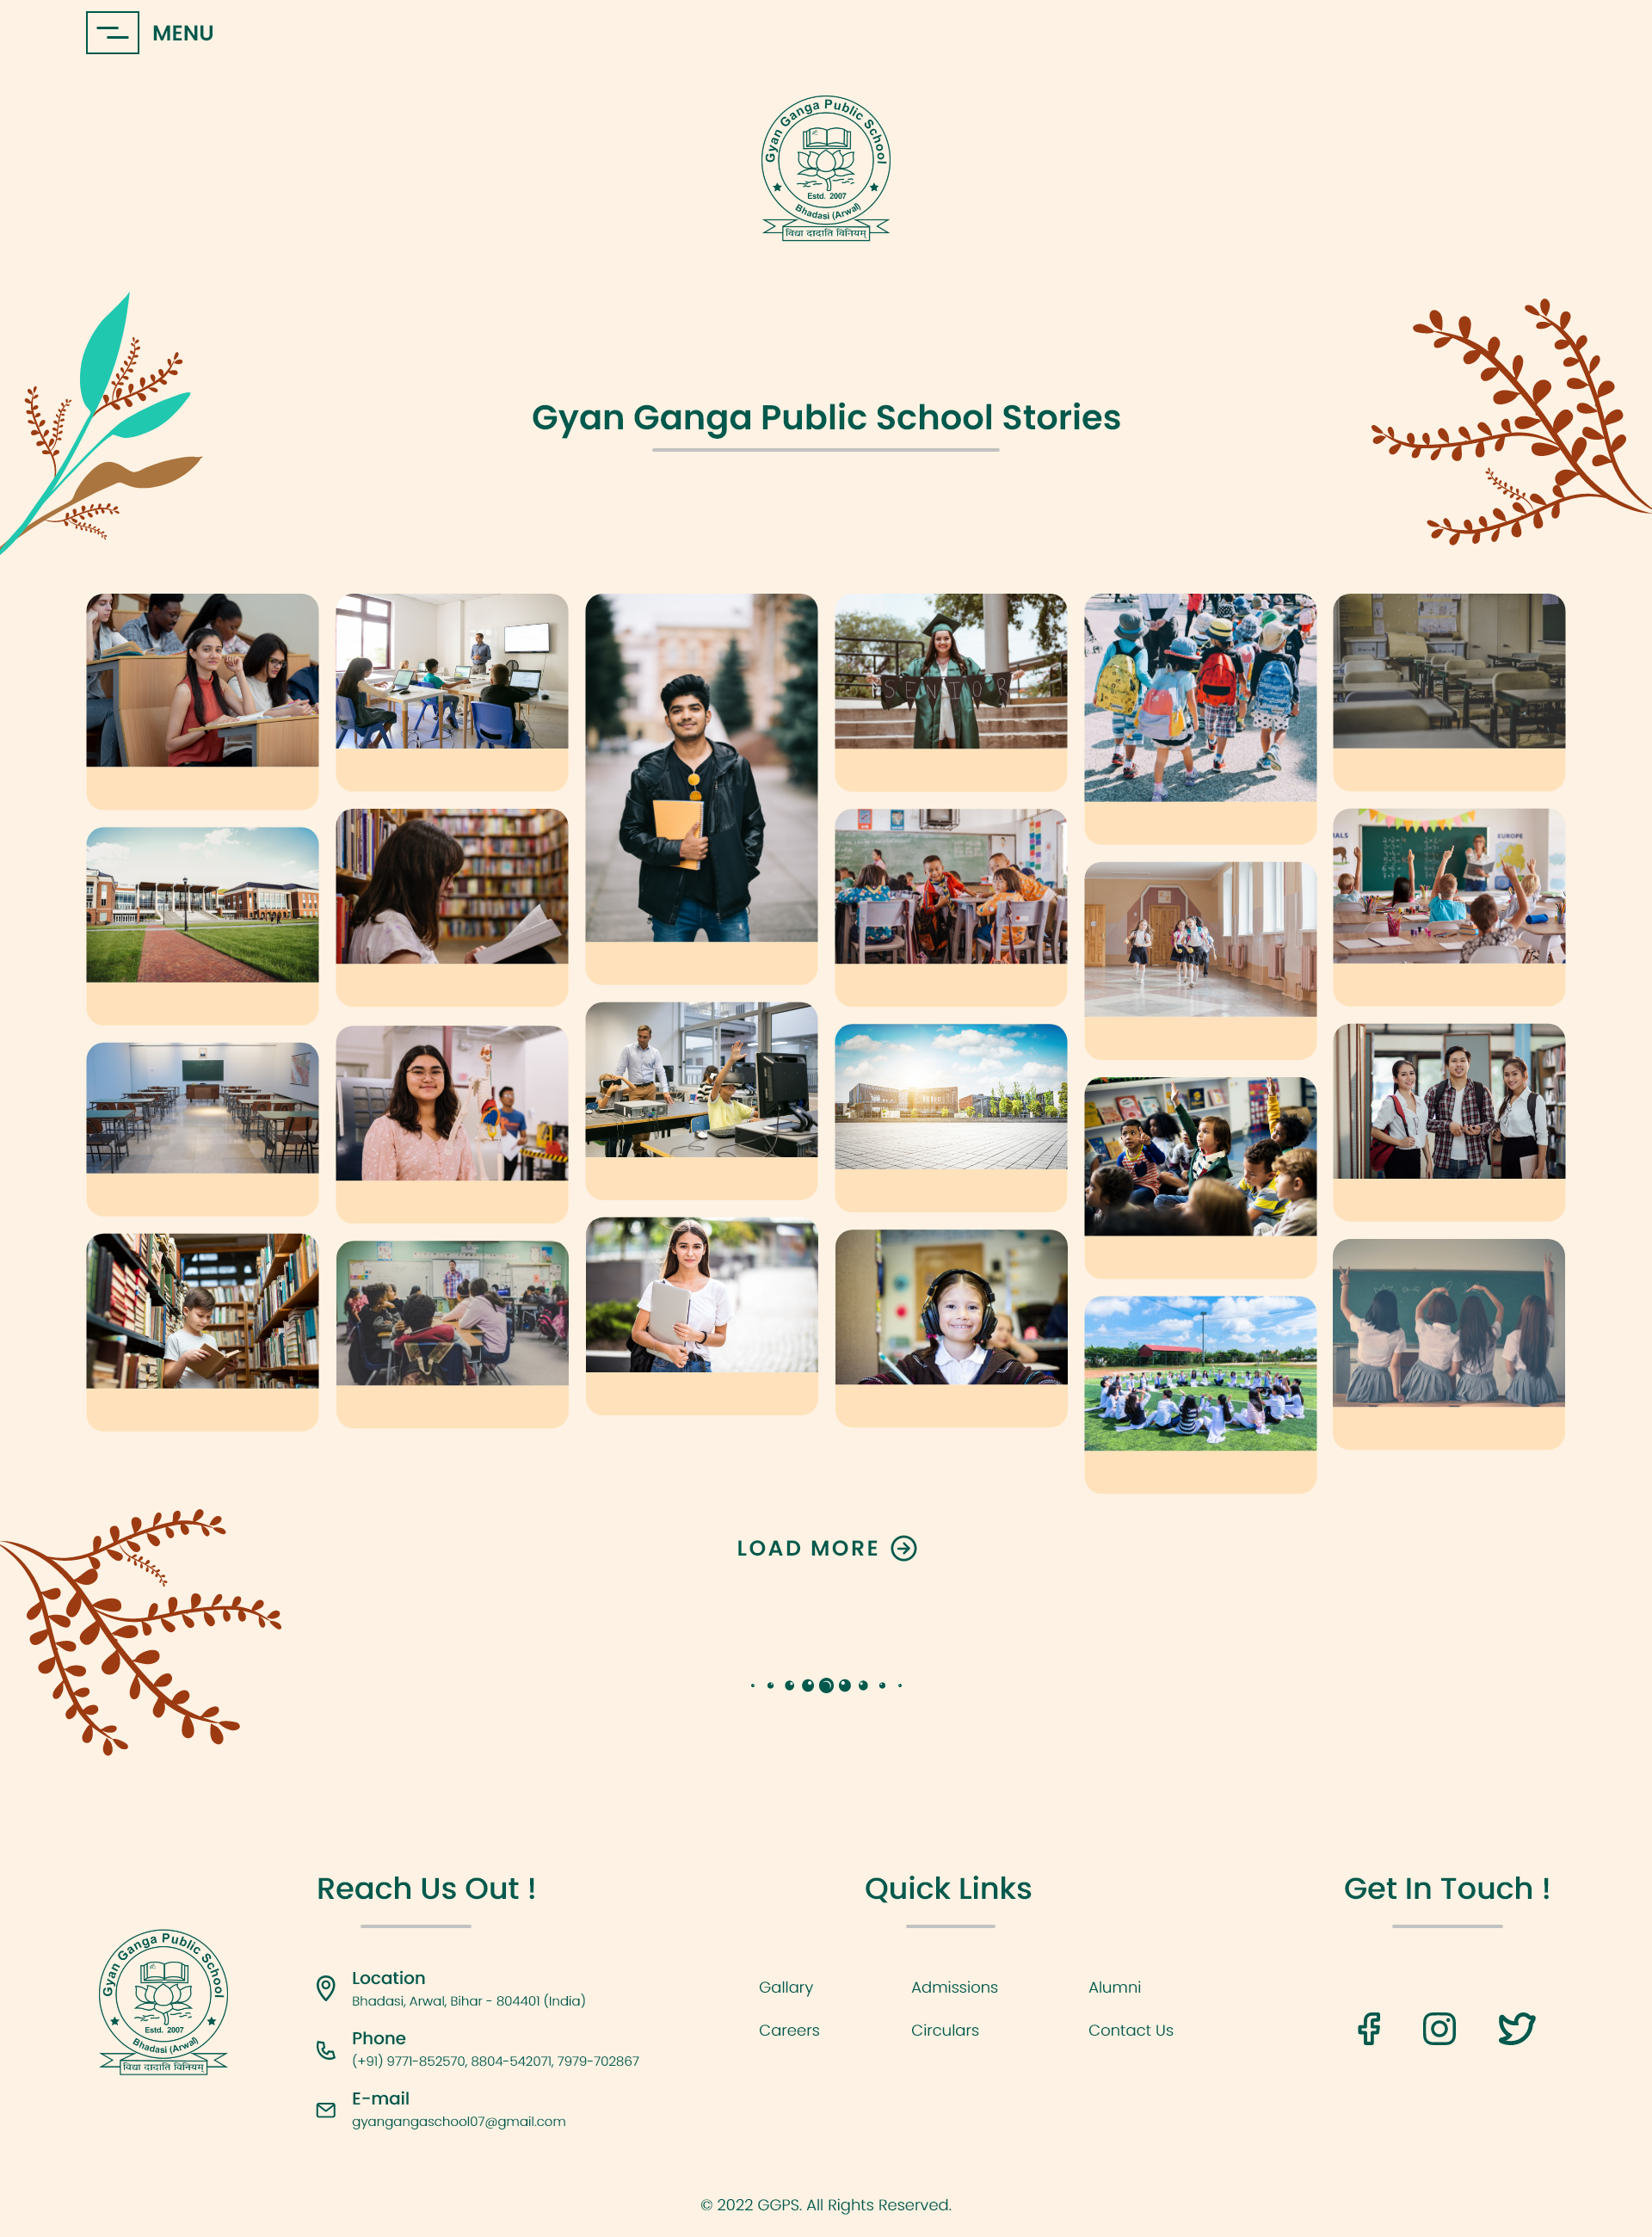 MENU
Gyan Ganga Public School
Estd. 2007
Bhadasi (Arwal)
विद्या दादाति विनियम्
Gyan Ganga Public School Stories
SENIOR
EUROPE
LOAD MORE
Reach Us Out !
Quick Links
Get In Touch !
Gyan Ganga Public School
Estd. 2007
Bhadasi (Arwal)
विद्या दादाति विनियम्
Location
Bhadasi, Arwal, Bihar - 804401 (India)
Phone
(+91) 9771-852570, 8804-542071, 7979-702867
E-mail
gyangangaschool07@gmail.com
Gallary
Admissions
Alumni
Careers
Circulars
Contact Us
© 2022 GGPS. All Rights Reserved.